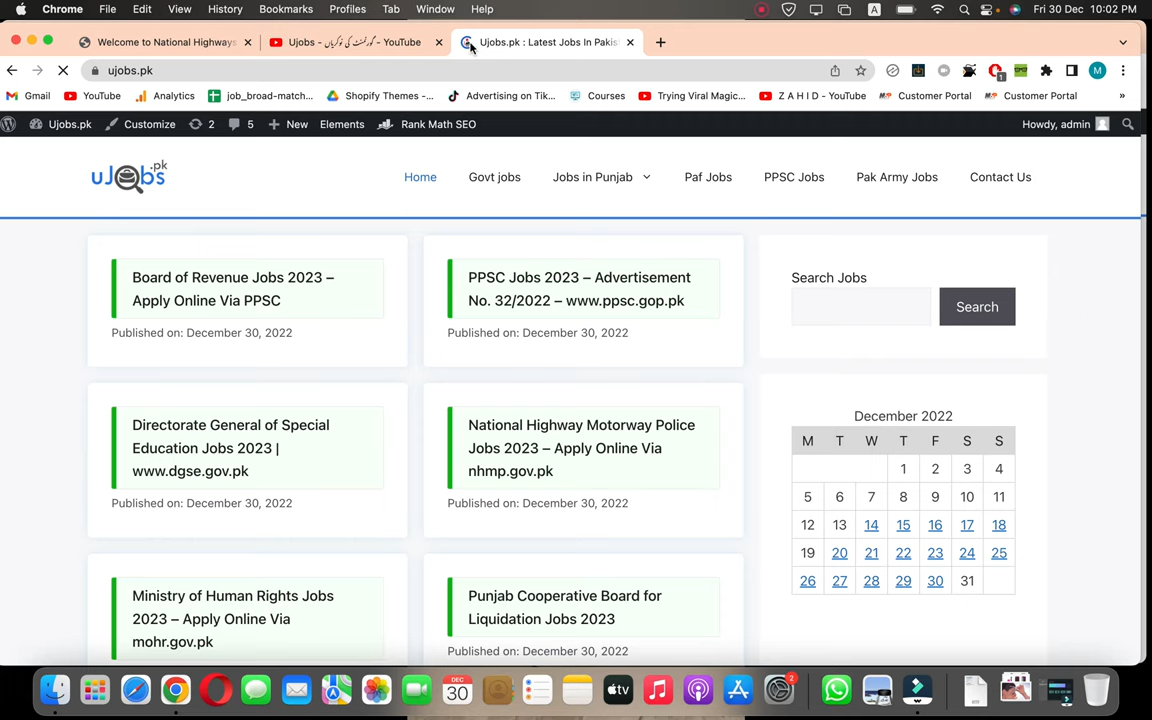 Chrome File Edit View History Bookmarks Profiles Tab Window Help A Fri 30 Dec 10:02 PM
Welcome to National Highways Ujobs - گورنمنٹ کی نوکریاں - YouTube Ujobs.pk : Latest Jobs In Pakis
ujobs.pk 1 M
Gmail YouTube Analytics job_broad-match... Shopify Themes -... Advertising on Tik... Courses Trying Viral Magic... Z A H I D - YouTube Customer Portal Customer Portal »
Ujobs.pk Customize 2 5 New Elements Rank Math SEO Howdy, admin
uJobs.pk
Home Govt jobs Jobs in Punjab Paf Jobs PPSC Jobs Pak Army Jobs Contact Us
Board of Revenue Jobs 2023 –
Apply Online Via PPSC
Published on: December 30, 2022
PPSC Jobs 2023 – Advertisement
No. 32/2022 – www.ppsc.gop.pk
Published on: December 30, 2022
Directorate General of Special
Education Jobs 2023 |
www.dgse.gov.pk
Published on: December 30, 2022
National Highway Motorway Police
Jobs 2023 – Apply Online Via
nhmp.gov.pk
Published on: December 30, 2022
Ministry of Human Rights Jobs
2023 – Apply Online Via
mohr.gov.pk
Punjab Cooperative Board for
Liquidation Jobs 2023
Published on: December 30, 2022
Search Jobs
Search
December 2022
M T W T F S S
1 2 3 4
5 6 7 8 9 10 11
12 13 14 15 16 17 18
19 20 21 22 23 24 25
26 27 28 29 30 31
DEC
30
tv
2